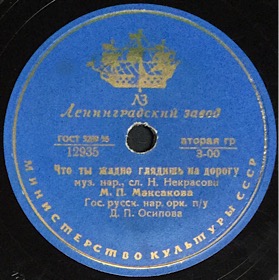 ЛЗ
Ленинградский завод
ГОСТ 5289-56 вторая гр
12935 3-00
Что ты жадно глядишь на дорогу
муз. нар., сл. Н. Некрасова
М. П. Максакова
Гос. русск. нар. орк. п/у
Д. П. Осипова
МИНИСТЕРСТВО КУЛЬТУРЫ СССР